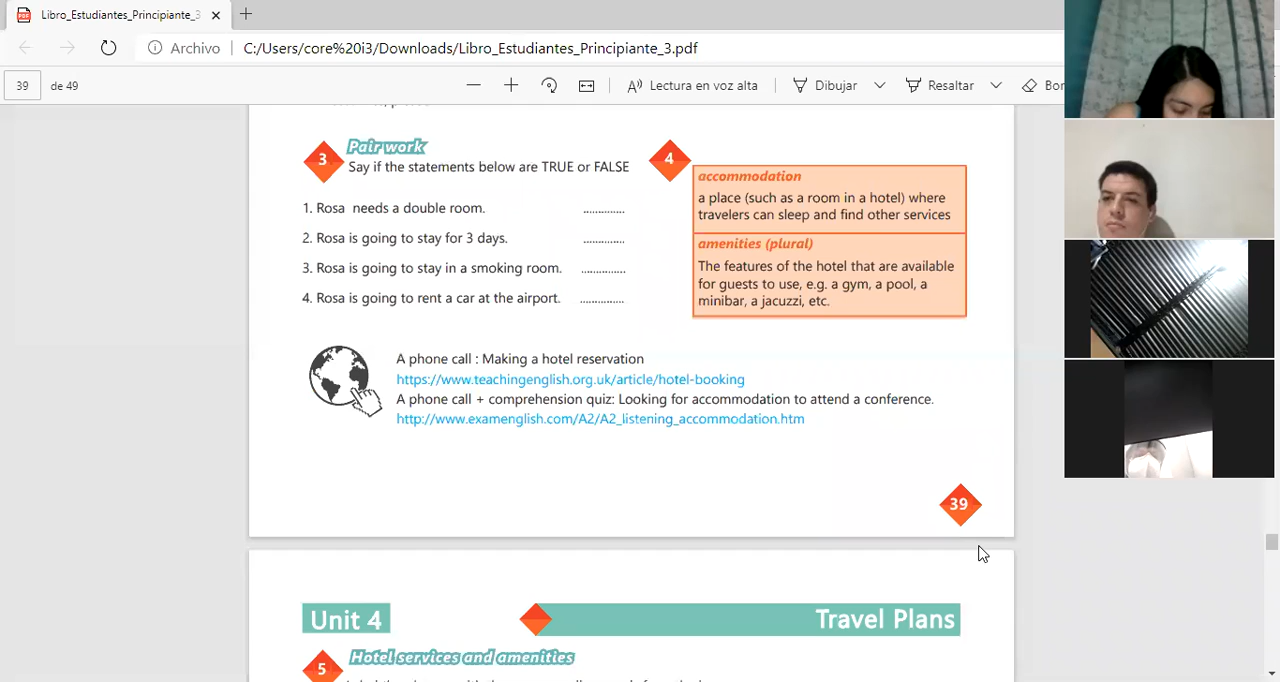 Libro_Estudiantes_Principiante_3
Archivo
C:/Users/core%20i3/Downloads/Libro_Estudiantes_Principiante_3.pdf
39 de 49
Lectura en voz alta
Dibujar
Resaltar
Bor
3
Pair work
Say if the statements below are TRUE or FALSE
1. Rosa needs a double room. .............
2. Rosa is going to stay for 3 days. .............
3. Rosa is going to stay in a smoking room. ..............
4. Rosa is going to rent a car at the airport. ..............
4
accommodation
a place (such as a room in a hotel) where
travelers can sleep and find other services
amenities (plural)
The features of the hotel that are available
for guests to use, e.g. a gym, a pool, a
minibar, a jacuzzi, etc.
A phone call : Making a hotel reservation
https://www.teachingenglish.org.uk/article/hotel-booking
A phone call + comprehension quiz: Looking for accommodation to attend a conference.
http://www.examenglish.com/A2/A2_listening_accommodation.htm
39
Unit 4
Travel Plans
5
Hotel services and amenities